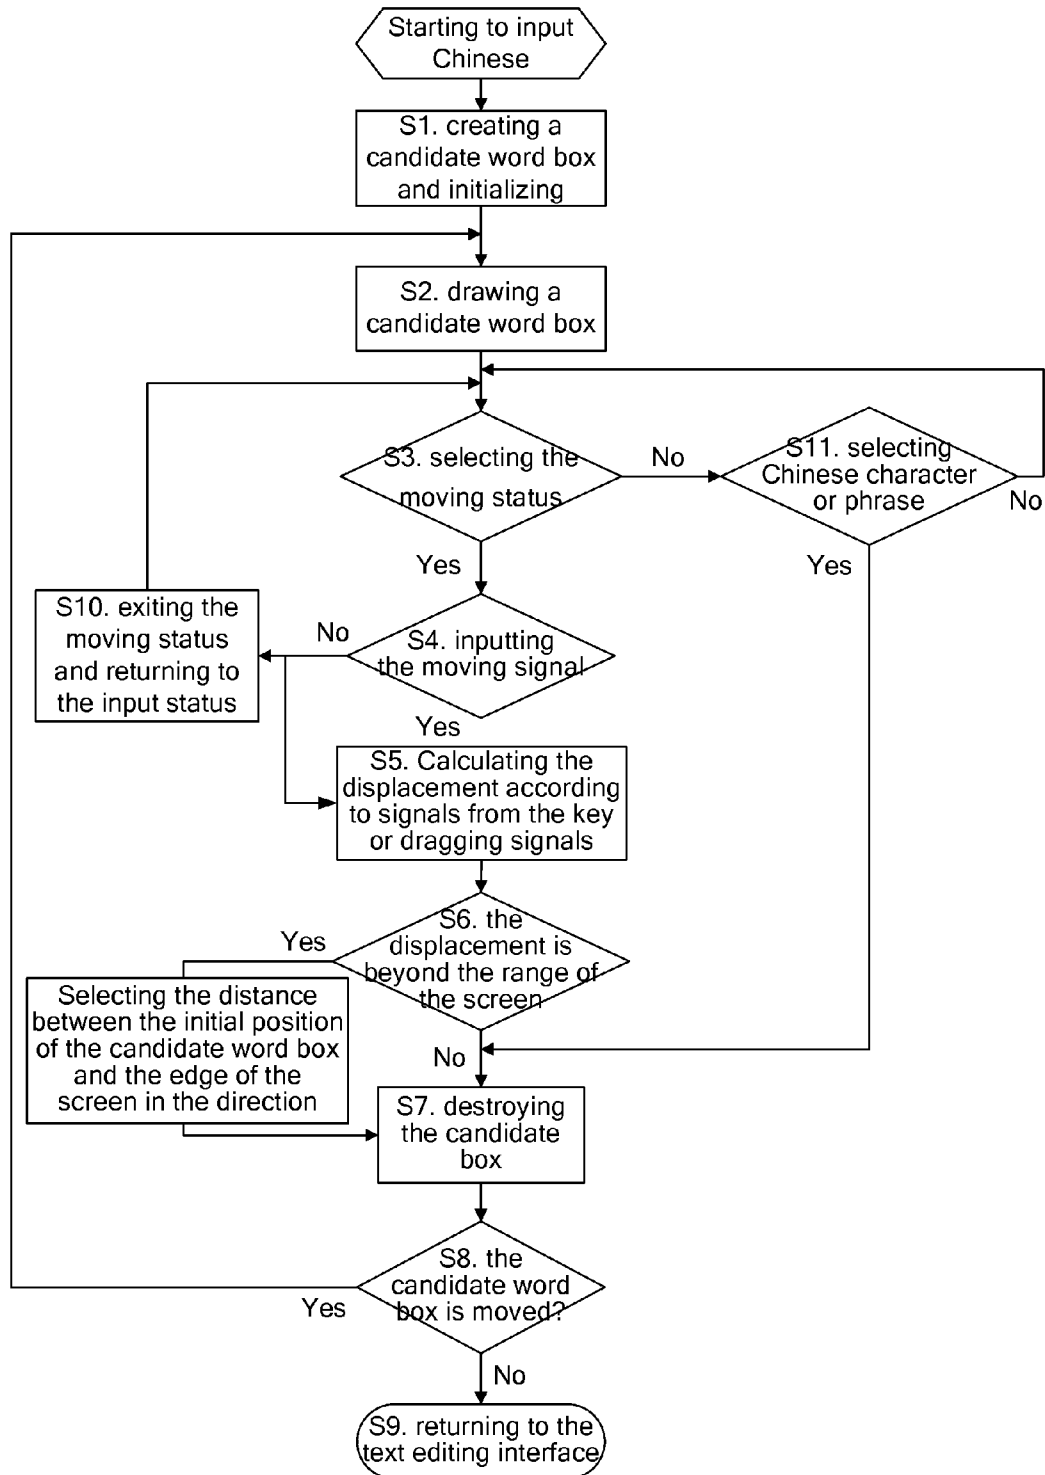 Starting to input
Chinese
S1. creating a
candidate word box
and initializing
S2. drawing a
candidate word box
S3. selecting the
moving status
No
S11. selecting
Chinese character
or phrase
No
Yes
Yes
S10. exiting the
moving status
and returning to
the input status
No
S4. inputting
the moving signal
Yes
S5. Calculating the
displacement according
to signals from the key
or dragging signals
S6. the
displacement is
beyond the range of
the screen
Yes
Selecting the distance
between the initial position
of the candidate word box
and the edge of the
screen in the direction
No
S7. destroying
the candidate
box
S8. the
candidate word
box is moved?
Yes
No
S9. returning to the
text editing interface